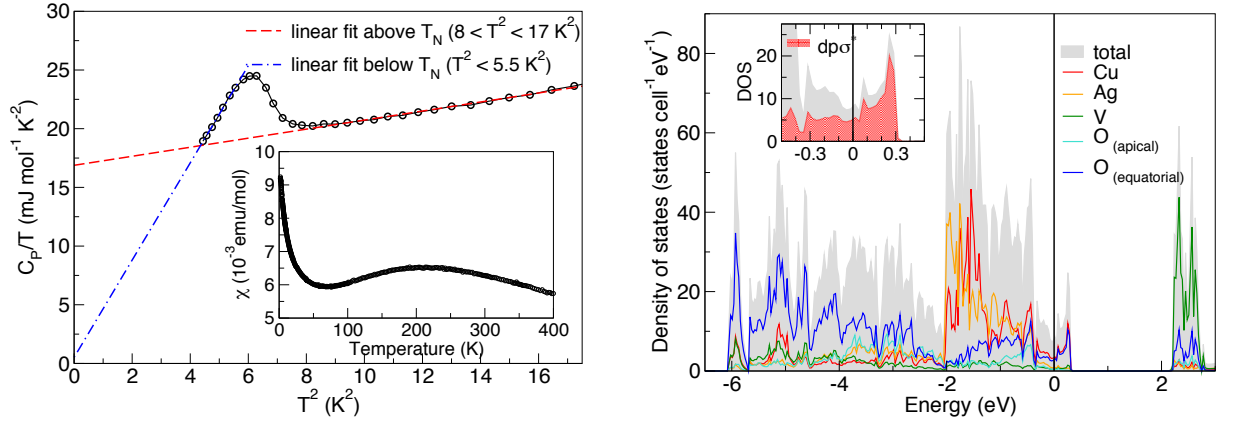 30
25
20
15
10
5
0
C_P/T (mJ mol^-1 K^-2)
linear fit above T_N (8 < T^2 < 17 K^2)
linear fit below T_N (T^2 < 5.5 K^2)
0 2 4 6 8 10 12 14 16
T^2 (K^2)
10
9
8
7
6
5
χ (10^-3 emu/mol)
0 100 200 300 400
Temperature (K)
80
60
40
20
0
Density of states (states cell^-1 eV^-1)
20
10
0
DOS
dpσ*
-0.3 0 0.3
total
Cu
Ag
V
O (apical)
O (equatorial)
-6 -4 -2 0 2
Energy (eV)